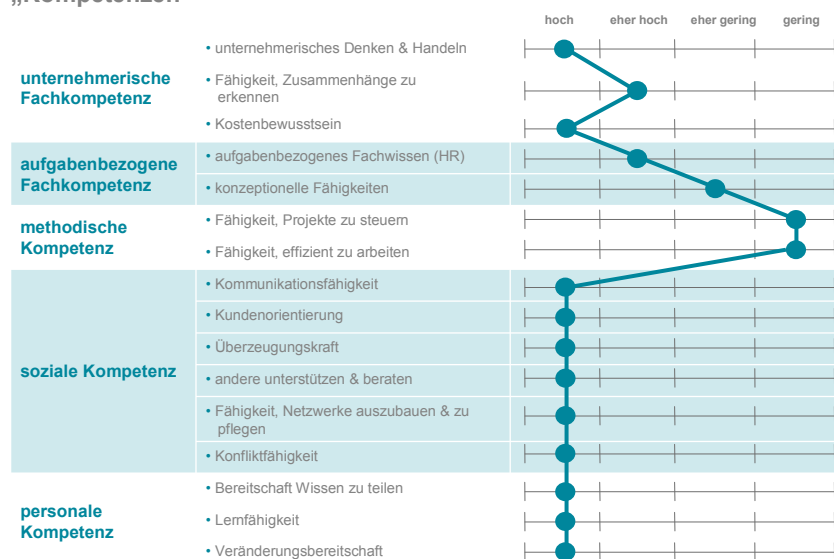 „Kompetenzen
hoch eher hoch eher gering gering
unternehmerische
Fachkompetenz
• unternehmerisches Denken & Handeln
• Fähigkeit, Zusammenhänge zu
erkennen
• Kostenbewusstsein
aufgabenbezogene
Fachkompetenz
• aufgabenbezogenes Fachwissen (HR)
• konzeptionelle Fähigkeiten
methodische
Kompetenz
• Fähigkeit, Projekte zu steuern
• Fähigkeit, effizient zu arbeiten
soziale Kompetenz
• Kommunikationsfähigkeit
• Kundenorientierung
• Überzeugungskraft
• andere unterstützen & beraten
• Fähigkeit, Netzwerke auszubauen & zu
pflegen
• Konfliktfähigkeit
personale
Kompetenz
• Bereitschaft Wissen zu teilen
• Lernfähigkeit
• Veränderungsbereitschaft